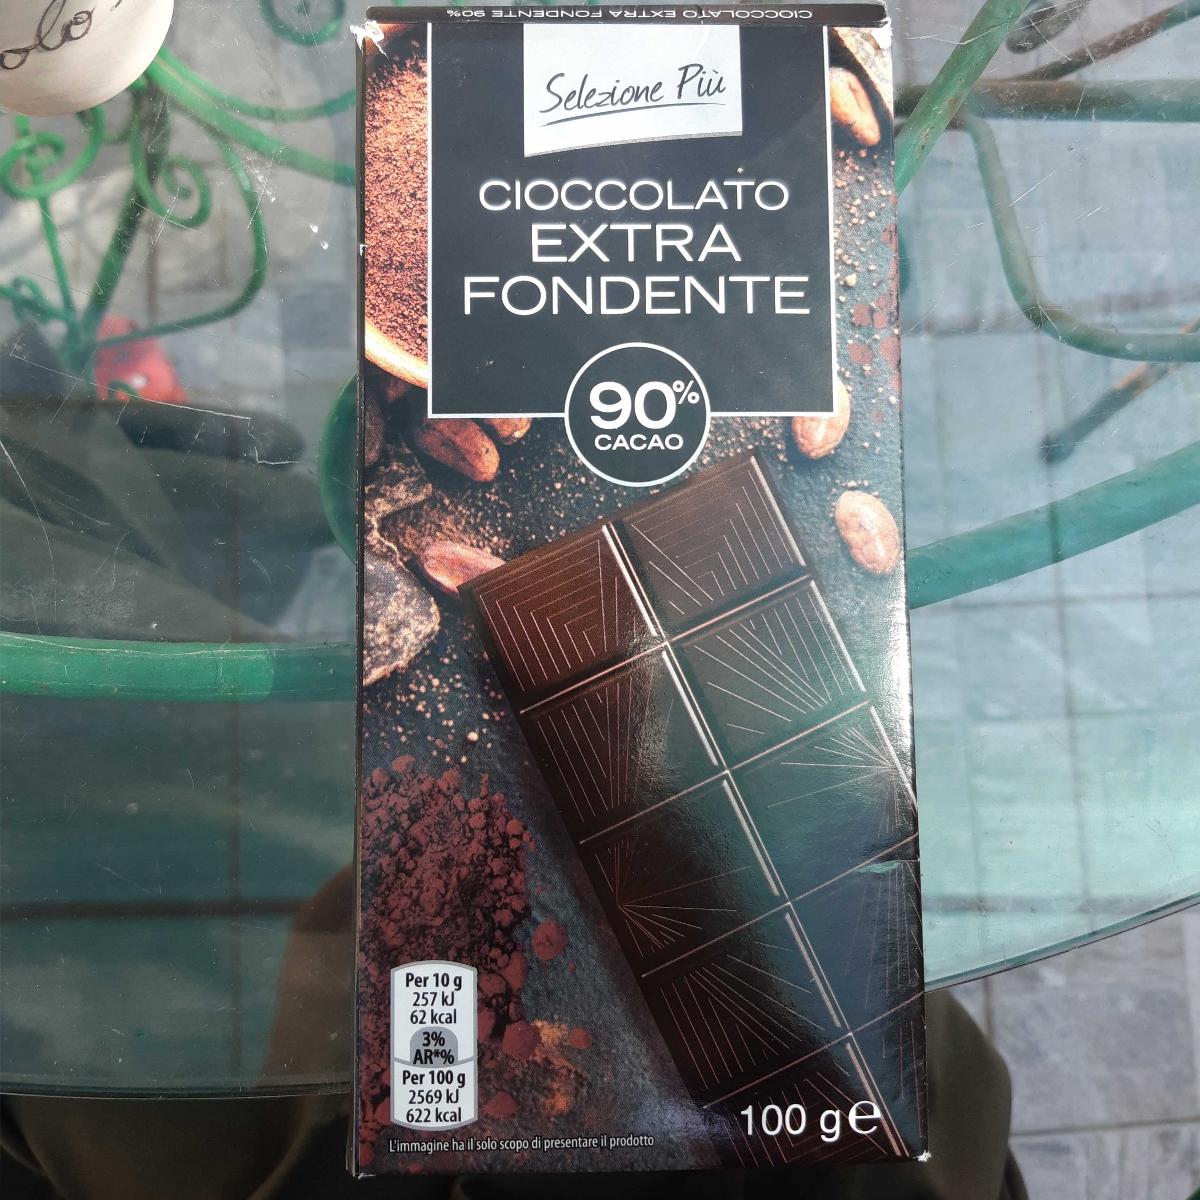 CIOCCOLATO EXTRA FONDENTE 90%
olo
Selezione Più
CIOCCOLATO
EXTRA
FONDENTE
90%
CACAO
Per 10 g
257 kJ
62 kcal
3%
AR*%
Per 100 g
2569 kJ
622 kcal
L'immagine ha il solo scopo di presentare il prodotto
100 g e